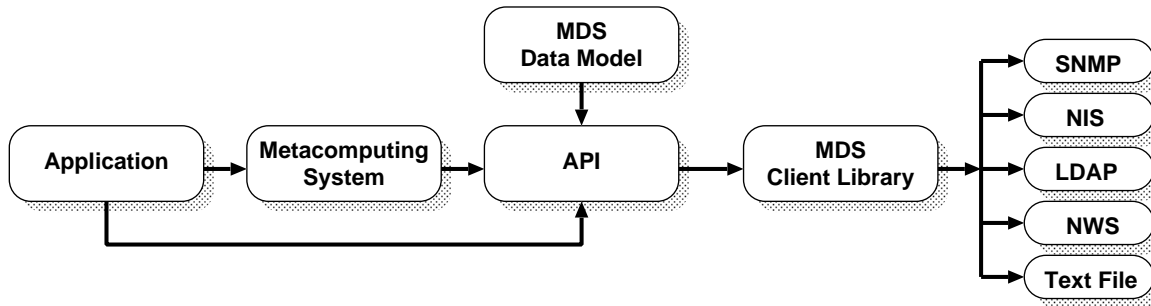 MDS
Data Model
Application
Metacomputing
System
API
MDS
Client Library
SNMP
NIS
LDAP
NWS
Text File